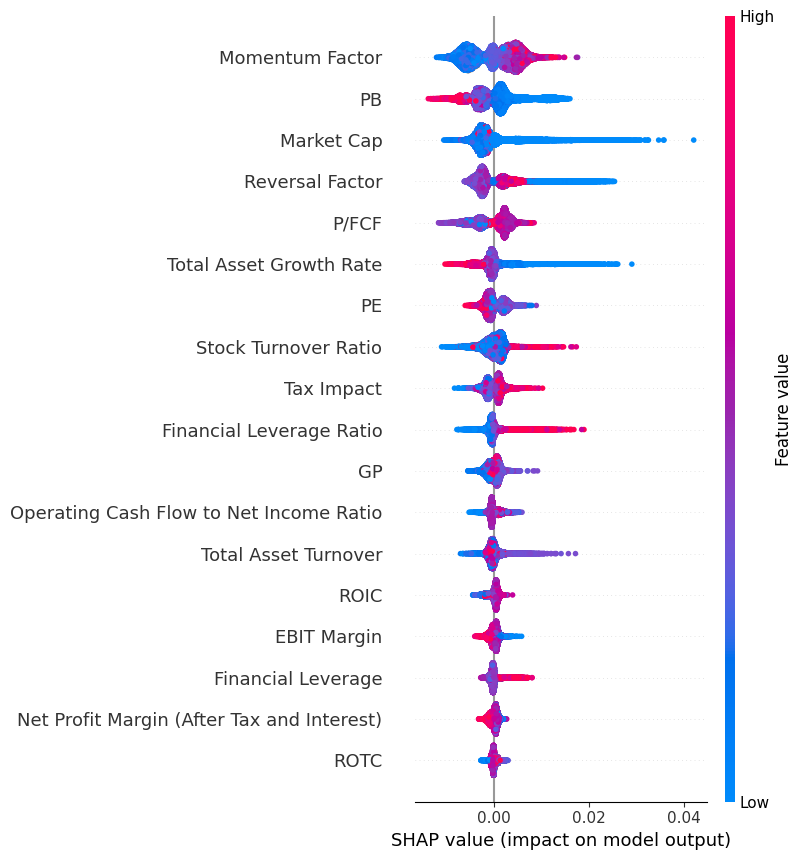 High
Momentum Factor
PB
Market Cap
Reversal Factor
P/FCF
Total Asset Growth Rate
PE
Stock Turnover Ratio
Tax Impact
Financial Leverage Ratio
GP
Operating Cash Flow to Net Income Ratio
Total Asset Turnover
ROIC
EBIT Margin
Financial Leverage
Net Profit Margin (After Tax and Interest)
ROTC
Feature value
Low
0.00 0.02 0.04
SHAP value (impact on model output)